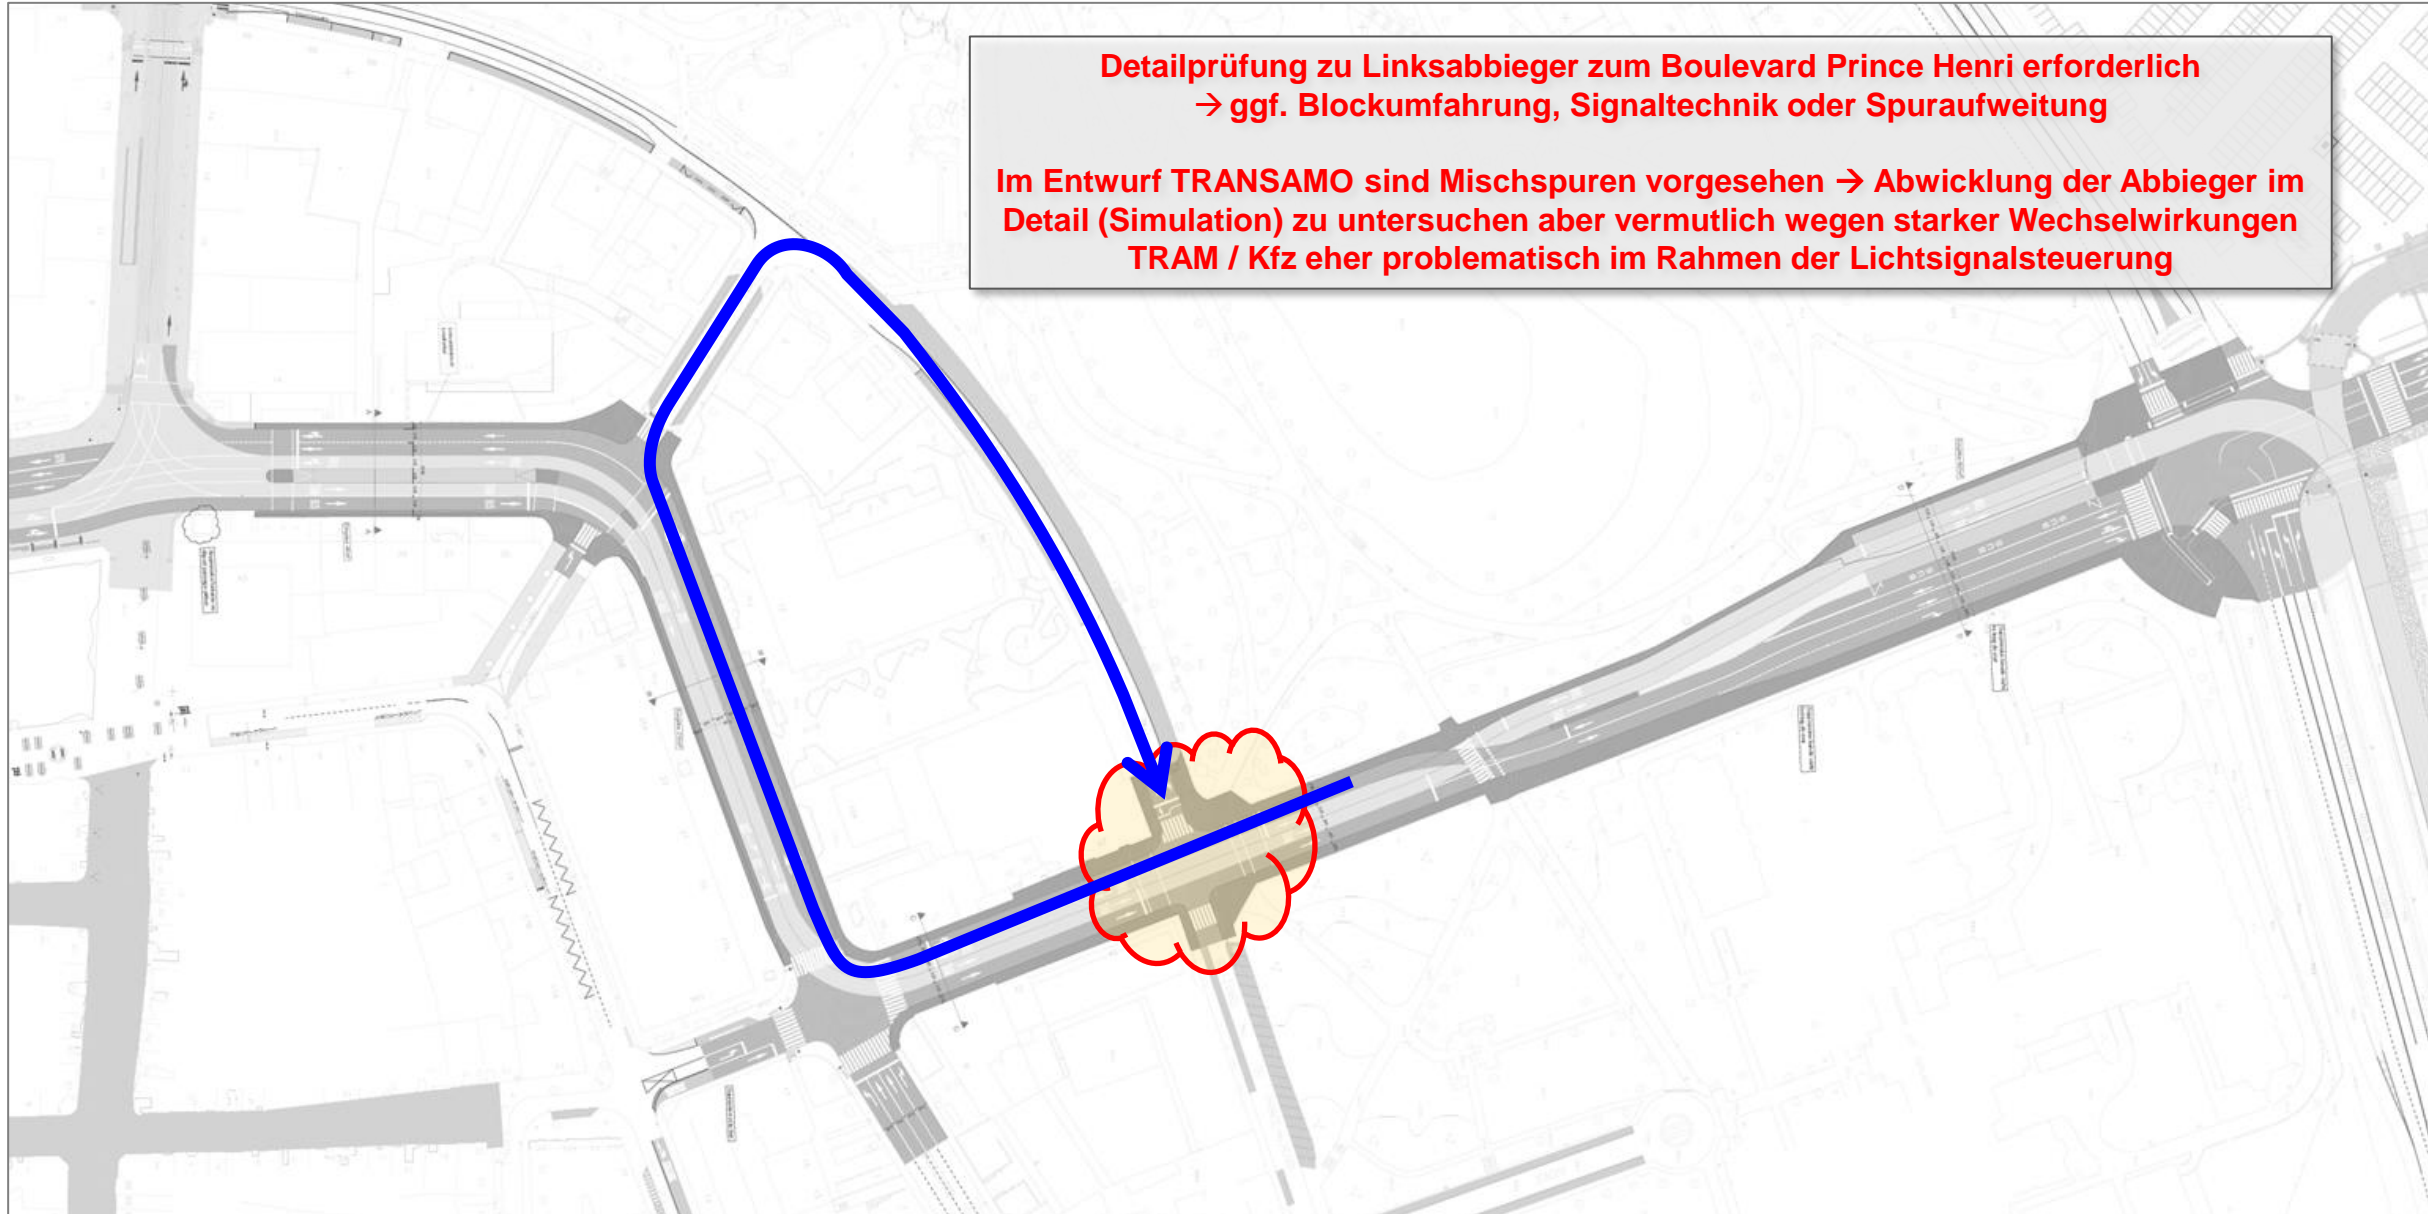 Detailprüfung zu Linksabbieger zum Boulevard Prince Henri erforderlich
→ ggf. Blockumfahrung, Signaltechnik oder Spuraufweitung
Im Entwurf TRANSAMO sind Mischspuren vorgesehen → Abwicklung der Abbieger im
Detail (Simulation) zu untersuchen aber vermutlich wegen starker Wechselwirkungen
TRAM / Kfz eher problematisch im Rahmen der Lichtsignalsteuerung